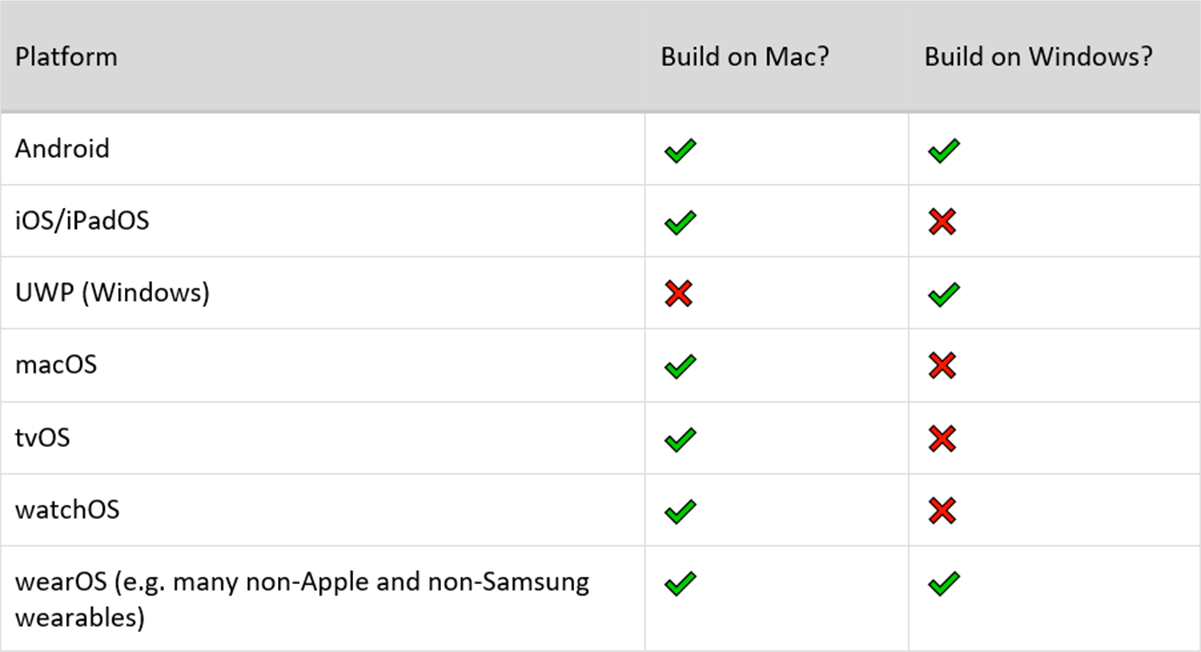 Platform Build on Mac? Build on Windows?
Android
iOS/iPadOS
UWP (Windows)
macOS
tvOS
watchOS
wearOS (e.g. many non-Apple and non-Samsung
wearables)